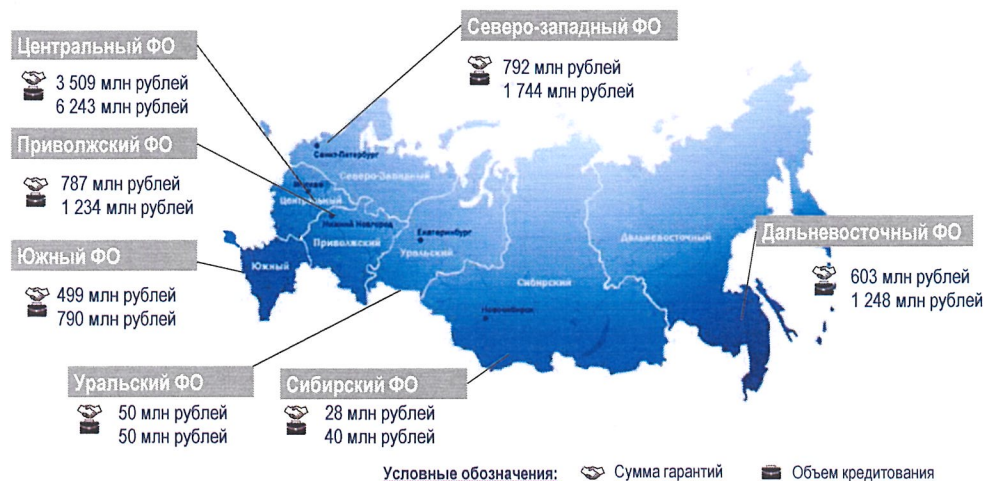 Северо-западный ФО
792 млн рублей
1 744 млн рублей
Центральный ФО
3 509 млн рублей
6 243 млн рублей
Приволжский ФО
787 млн рублей
1 234 млн рублей
Южный ФО
499 млн рублей
790 млн рублей
Санкт-Петербург
Северо-Западный
Москва
Центральный
Нижний Новгород
Приволжский
Екатеринбург
Уральский
Южный
Сибирский
Новосибирск
Дальневосточный
Дальневосточный ФО
603 млн рублей
1 248 млн рублей
Уральский ФО
50 млн рублей
50 млн рублей
Сибирский ФО
28 млн рублей
40 млн рублей
Условные обозначения: Сумма гарантий Объем кредитования